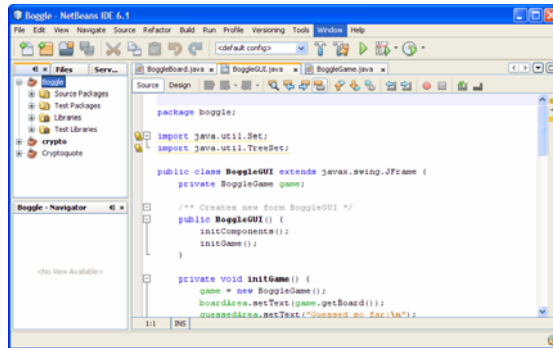 Boggle - NetBeans IDE 6.1
File Edit View Navigate Source Refactor Build Run Profile Versioning Tools Window Help
<default config>
Files Serv...
BoggleBoard.java x BoggleGUI.java x BoggleGame.java x
Boggle
Source Packages
Test Packages
Libraries
Test Libraries
crypto
Cryptoquote
Boggle - Navigator
<No View Available>
Source Design
package boggle;
import java.util.Set;
import java.util.TreeSet;
public class BoggleGUI extends javax.swing.JFrame {
private BoggleGame game;
/** Creates new form BoggleGUI */
public BoggleGUI() {
initComponents();
initGame();
}
private void initGame() {
game = new BoggleGame();
boardArea.setText(game.getBoard());
guessedArea.setText("Guessed so far:\n");
1:1 INS